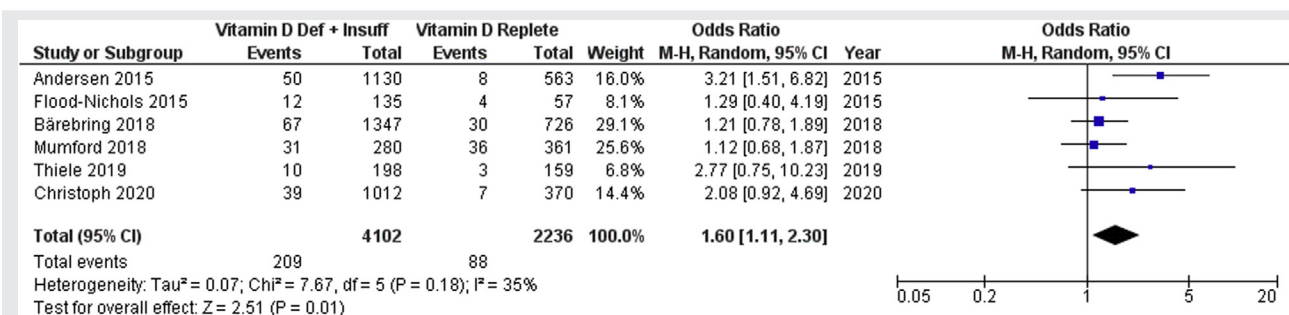 Vitamin D Def + Insuff Vitamin D Replete Odds Ratio Odds Ratio
Study or Subgroup Events Total Events Total Weight M-H, Random, 95% CI Year M-H, Random, 95% CI
Andersen 2015 50 1130 8 563 16.0% 3.21 [1.51, 6.82] 2015
Flood-Nichols 2015 12 135 4 57 8.1% 1.29 [0.40, 4.19] 2015
Bärebring 2018 67 1347 30 726 29.1% 1.21 [0.78, 1.89] 2018
Mumford 2018 31 280 36 361 25.6% 1.12 [0.68, 1.87] 2018
Thiele 2019 10 198 3 159 6.8% 2.77 [0.75, 10.23] 2019
Christoph 2020 39 1012 7 370 14.4% 2.08 [0.92, 4.69] 2020
Total (95% CI) 4102 2236 100.0% 1.60 [1.11, 2.30]
Total events 209 88
Heterogeneity: Tau² = 0.07; Chi² = 7.67, df = 5 (P = 0.18); I² = 35%
Test for overall effect: Z = 2.51 (P = 0.01)
0.05 0.2 1 5 20